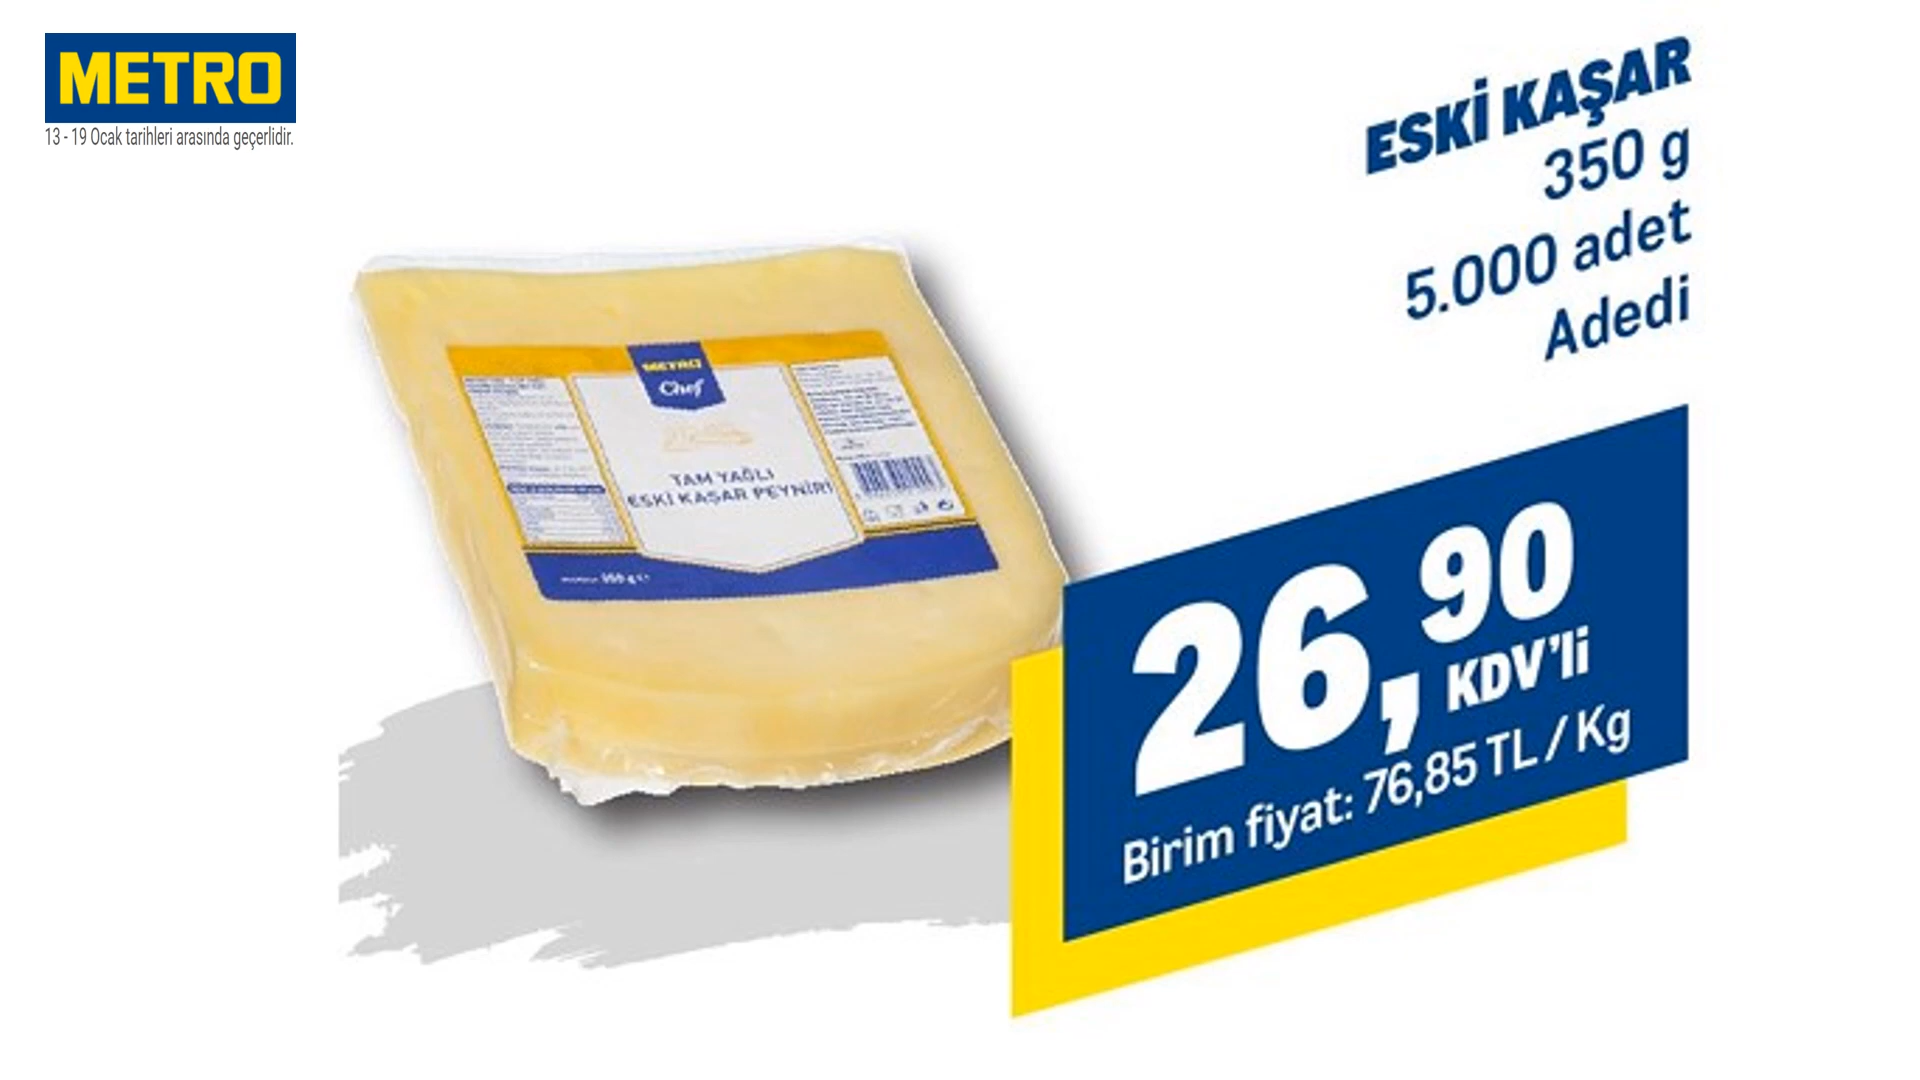 METRO
13 - 19 Ocak tarihleri arasında geçerlidir.
ESKİ KAŞAR
350 g
5.000 adet
Adedi
METRO
Chef
TAM YAĞLI
ESKİ KAŞAR PEYNİRİ
350 g e
26,90
KDV'li
Birim fiyat: 76,85 TL / Kg